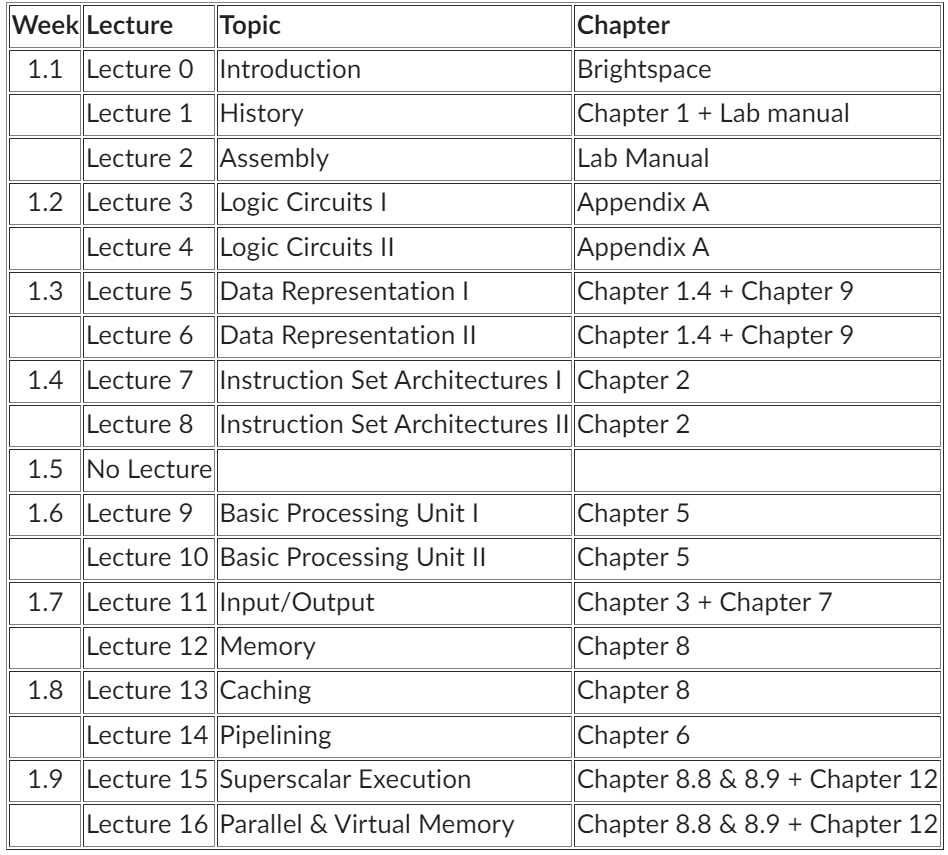 Week Lecture Topic Chapter
1.1 Lecture 0 Introduction Brightspace
Lecture 1 History Chapter 1 + Lab manual
Lecture 2 Assembly Lab Manual
1.2 Lecture 3 Logic Circuits I Appendix A
Lecture 4 Logic Circuits II Appendix A
1.3 Lecture 5 Data Representation I Chapter 1.4 + Chapter 9
Lecture 6 Data Representation II Chapter 1.4 + Chapter 9
1.4 Lecture 7 Instruction Set Architectures I Chapter 2
Lecture 8 Instruction Set Architectures II Chapter 2
1.5 No Lecture
1.6 Lecture 9 Basic Processing Unit I Chapter 5
Lecture 10 Basic Processing Unit II Chapter 5
1.7 Lecture 11 Input/Output Chapter 3 + Chapter 7
Lecture 12 Memory Chapter 8
1.8 Lecture 13 Caching Chapter 8
Lecture 14 Pipelining Chapter 6
1.9 Lecture 15 Superscalar Execution Chapter 8.8 & 8.9 + Chapter 12
Lecture 16 Parallel & Virtual Memory Chapter 8.8 & 8.9 + Chapter 12